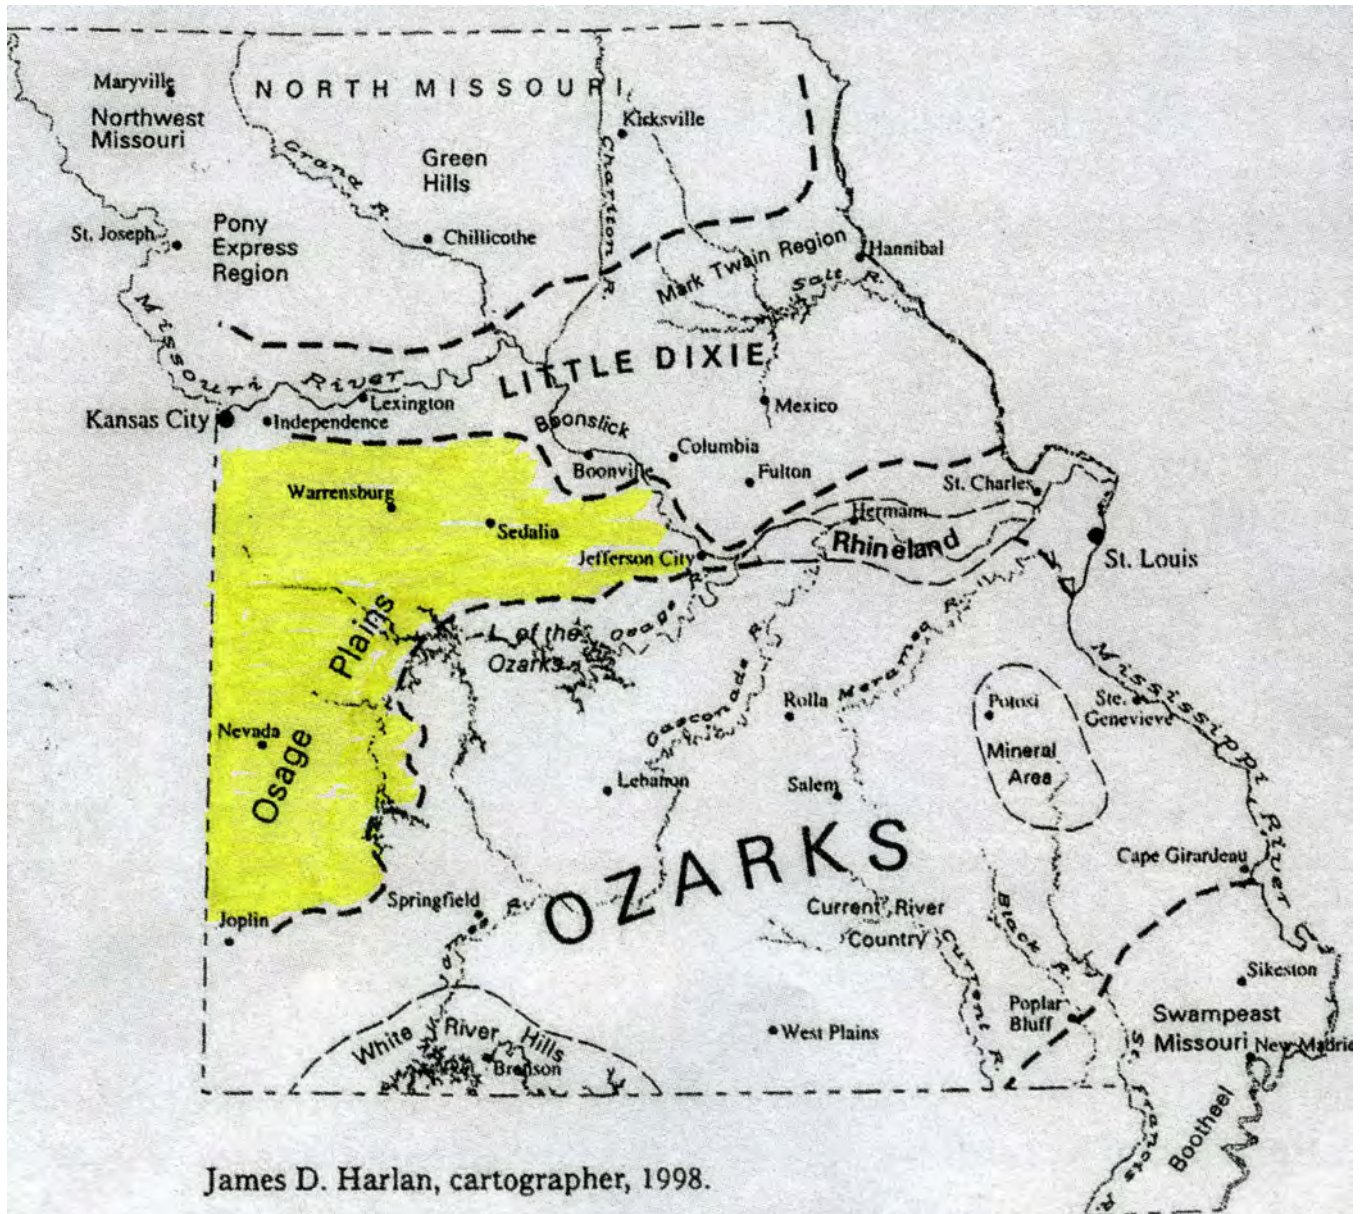 Maryville
NORTH MISSOURI
Northwest
Missouri
Kicksville
Grand R.
Green
Hills
Chariton R.
Pony
Express
Region
St. Joseph
Chillicothe
Mark Twain Region
Hannibal
Salt R.
Missouri River
LITTLE DIXIE
Lexington
Kansas City
Independence
Mexico
Boonslick
Columbia
Boonville
Fulton
St. Charles
Warrensburg
Hermann
Sedalia
Rhineland
Jefferson City
St. Louis
Osage Plains
L. of the
Ozarks
Osage R.
Gasconade R.
Meramec R.
Mississippi River
Rolla
Potosi
Ste.
Genevieve
Nevada
Mineral
Area
Lebanon
Salem
OZARKS
Cape Girardeau
Springfield
Current River
Country
Joplin
James R.
Black R.
Current R.
Sikeston
Poplar
Bluff
Swampeast
Missouri
White River Hills
West Plains
New Madrid
Branson
St. Francis R.
Bootheel
James D. Harlan, cartographer, 1998.